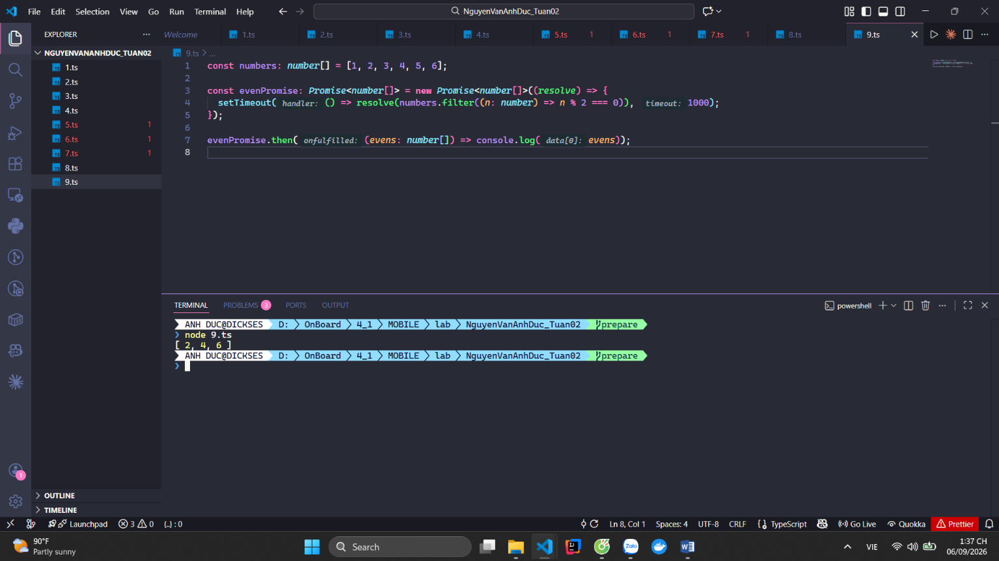 File Edit Selection View Go Run Terminal Help
NguyenVanAnhDuc_Tuan02
EXPLORER
Welcome
1.ts
2.ts
3.ts
4.ts
5.ts 1
6.ts 1
7.ts 1
8.ts
9.ts
NGUYENVANANHDUC_TUAN02
1.ts
2.ts
3.ts
4.ts
5.ts 1
6.ts 1
7.ts 1
8.ts
9.ts
9.ts > ...
1 const numbers: number[] = [1, 2, 3, 4, 5, 6];
2
3 const evenPromise: Promise<number[]> = new Promise<number[]>((resolve) => {
4 setTimeout( handler: () => resolve(numbers.filter((n: number) => n % 2 === 0)), timeout: 1000);
5 });
6
7 evenPromise.then( onfulfilled: (evens: number[]) => console.log( data[0]: evens));
8
TERMINAL PROBLEMS 3 PORTS OUTPUT
powershell
ANH DUC@DICKSES D: OnBoard 4_1 MOBILE lab NguyenVanAnhDuc_Tuan02 prepare
❯ node 9.ts
[ 2, 4, 6 ]
ANH DUC@DICKSES D: OnBoard 4_1 MOBILE lab NguyenVanAnhDuc_Tuan02 prepare
❯
1
OUTLINE
TIMELINE
Launchpad 3 0 {..} : 0
Ln 8, Col 1 Spaces: 4 UTF-8 CRLF TypeScript Go Live Quokka Prettier
90°F
Partly sunny
Search
Zalo
VIE
1:37 CH
06/09/2026